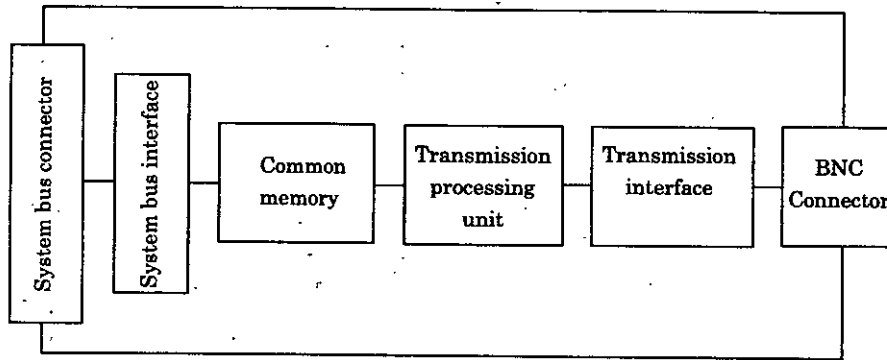 System bus connector
System bus interface
Common
memory
Transmission
processing
unit
Transmission
interface
BNC
Connector